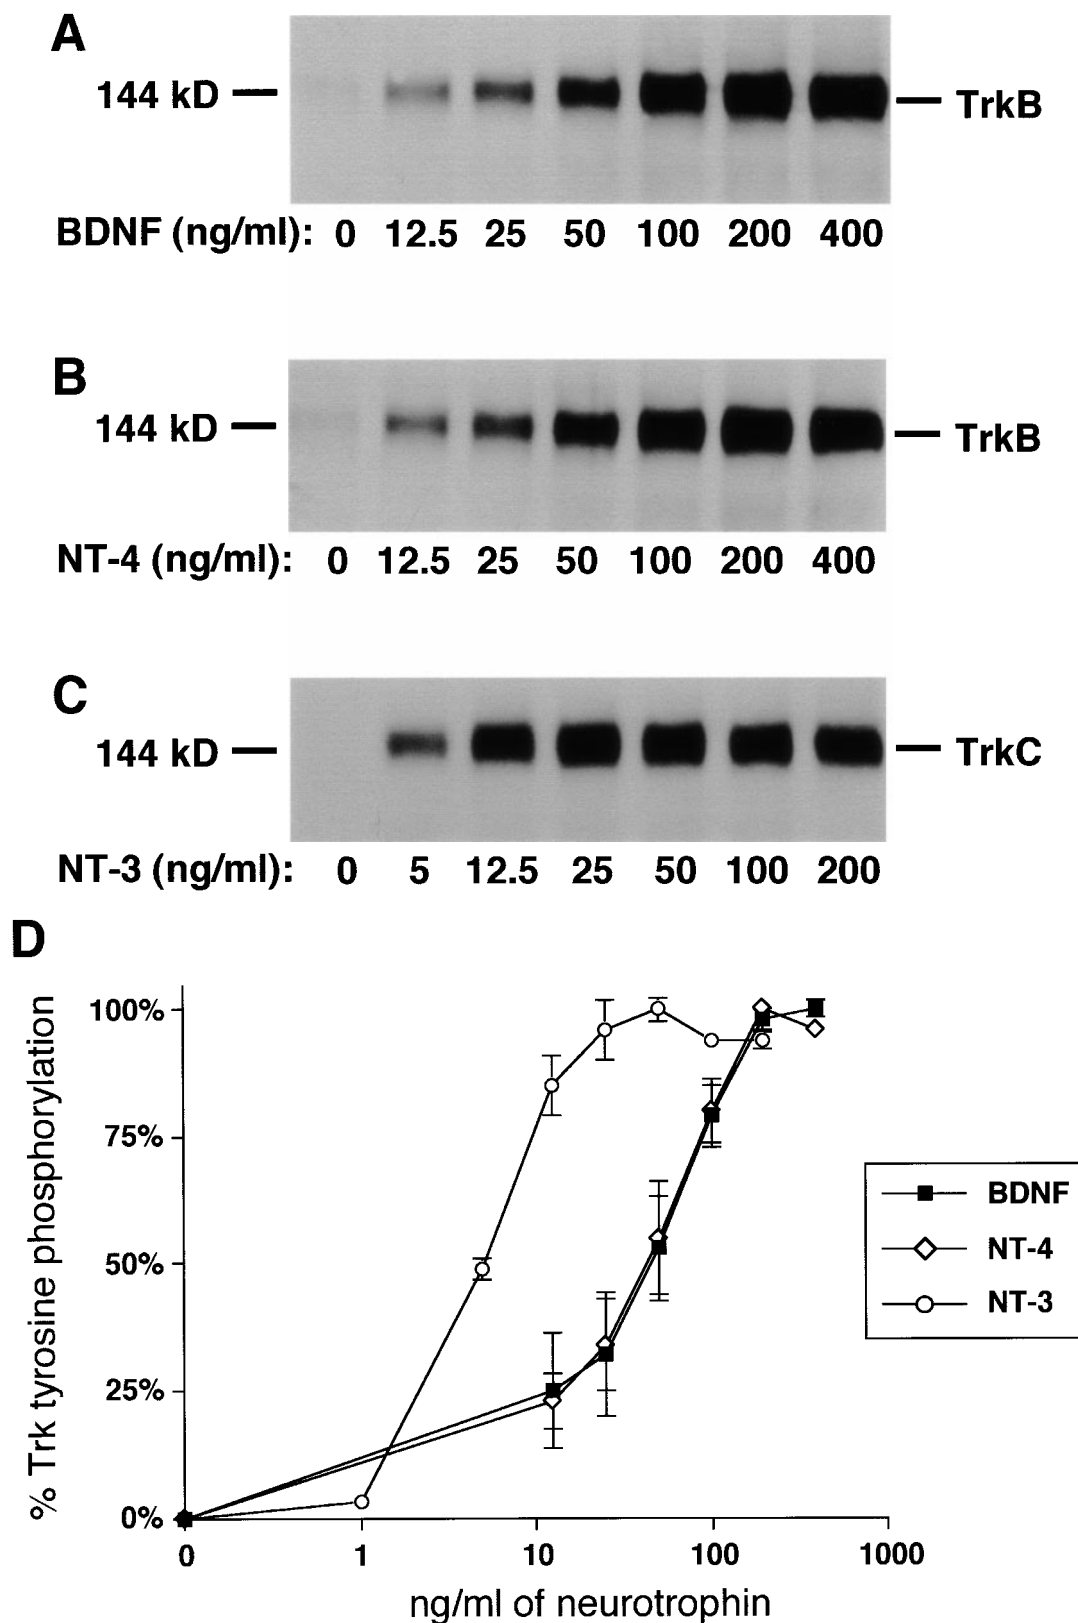 A
144 kD
TrkB
BDNF (ng/ml): 0 12.5 25 50 100 200 400
B
144 kD
TrkB
NT-4 (ng/ml): 0 12.5 25 50 100 200 400
C
144 kD
TrkC
NT-3 (ng/ml): 0 5 12.5 25 50 100 200
D
% Trk tyrosine phosphorylation
100%
75%
50%
25%
0%
0 1 10 100 1000
ng/ml of neurotrophin
BDNF
NT-4
NT-3